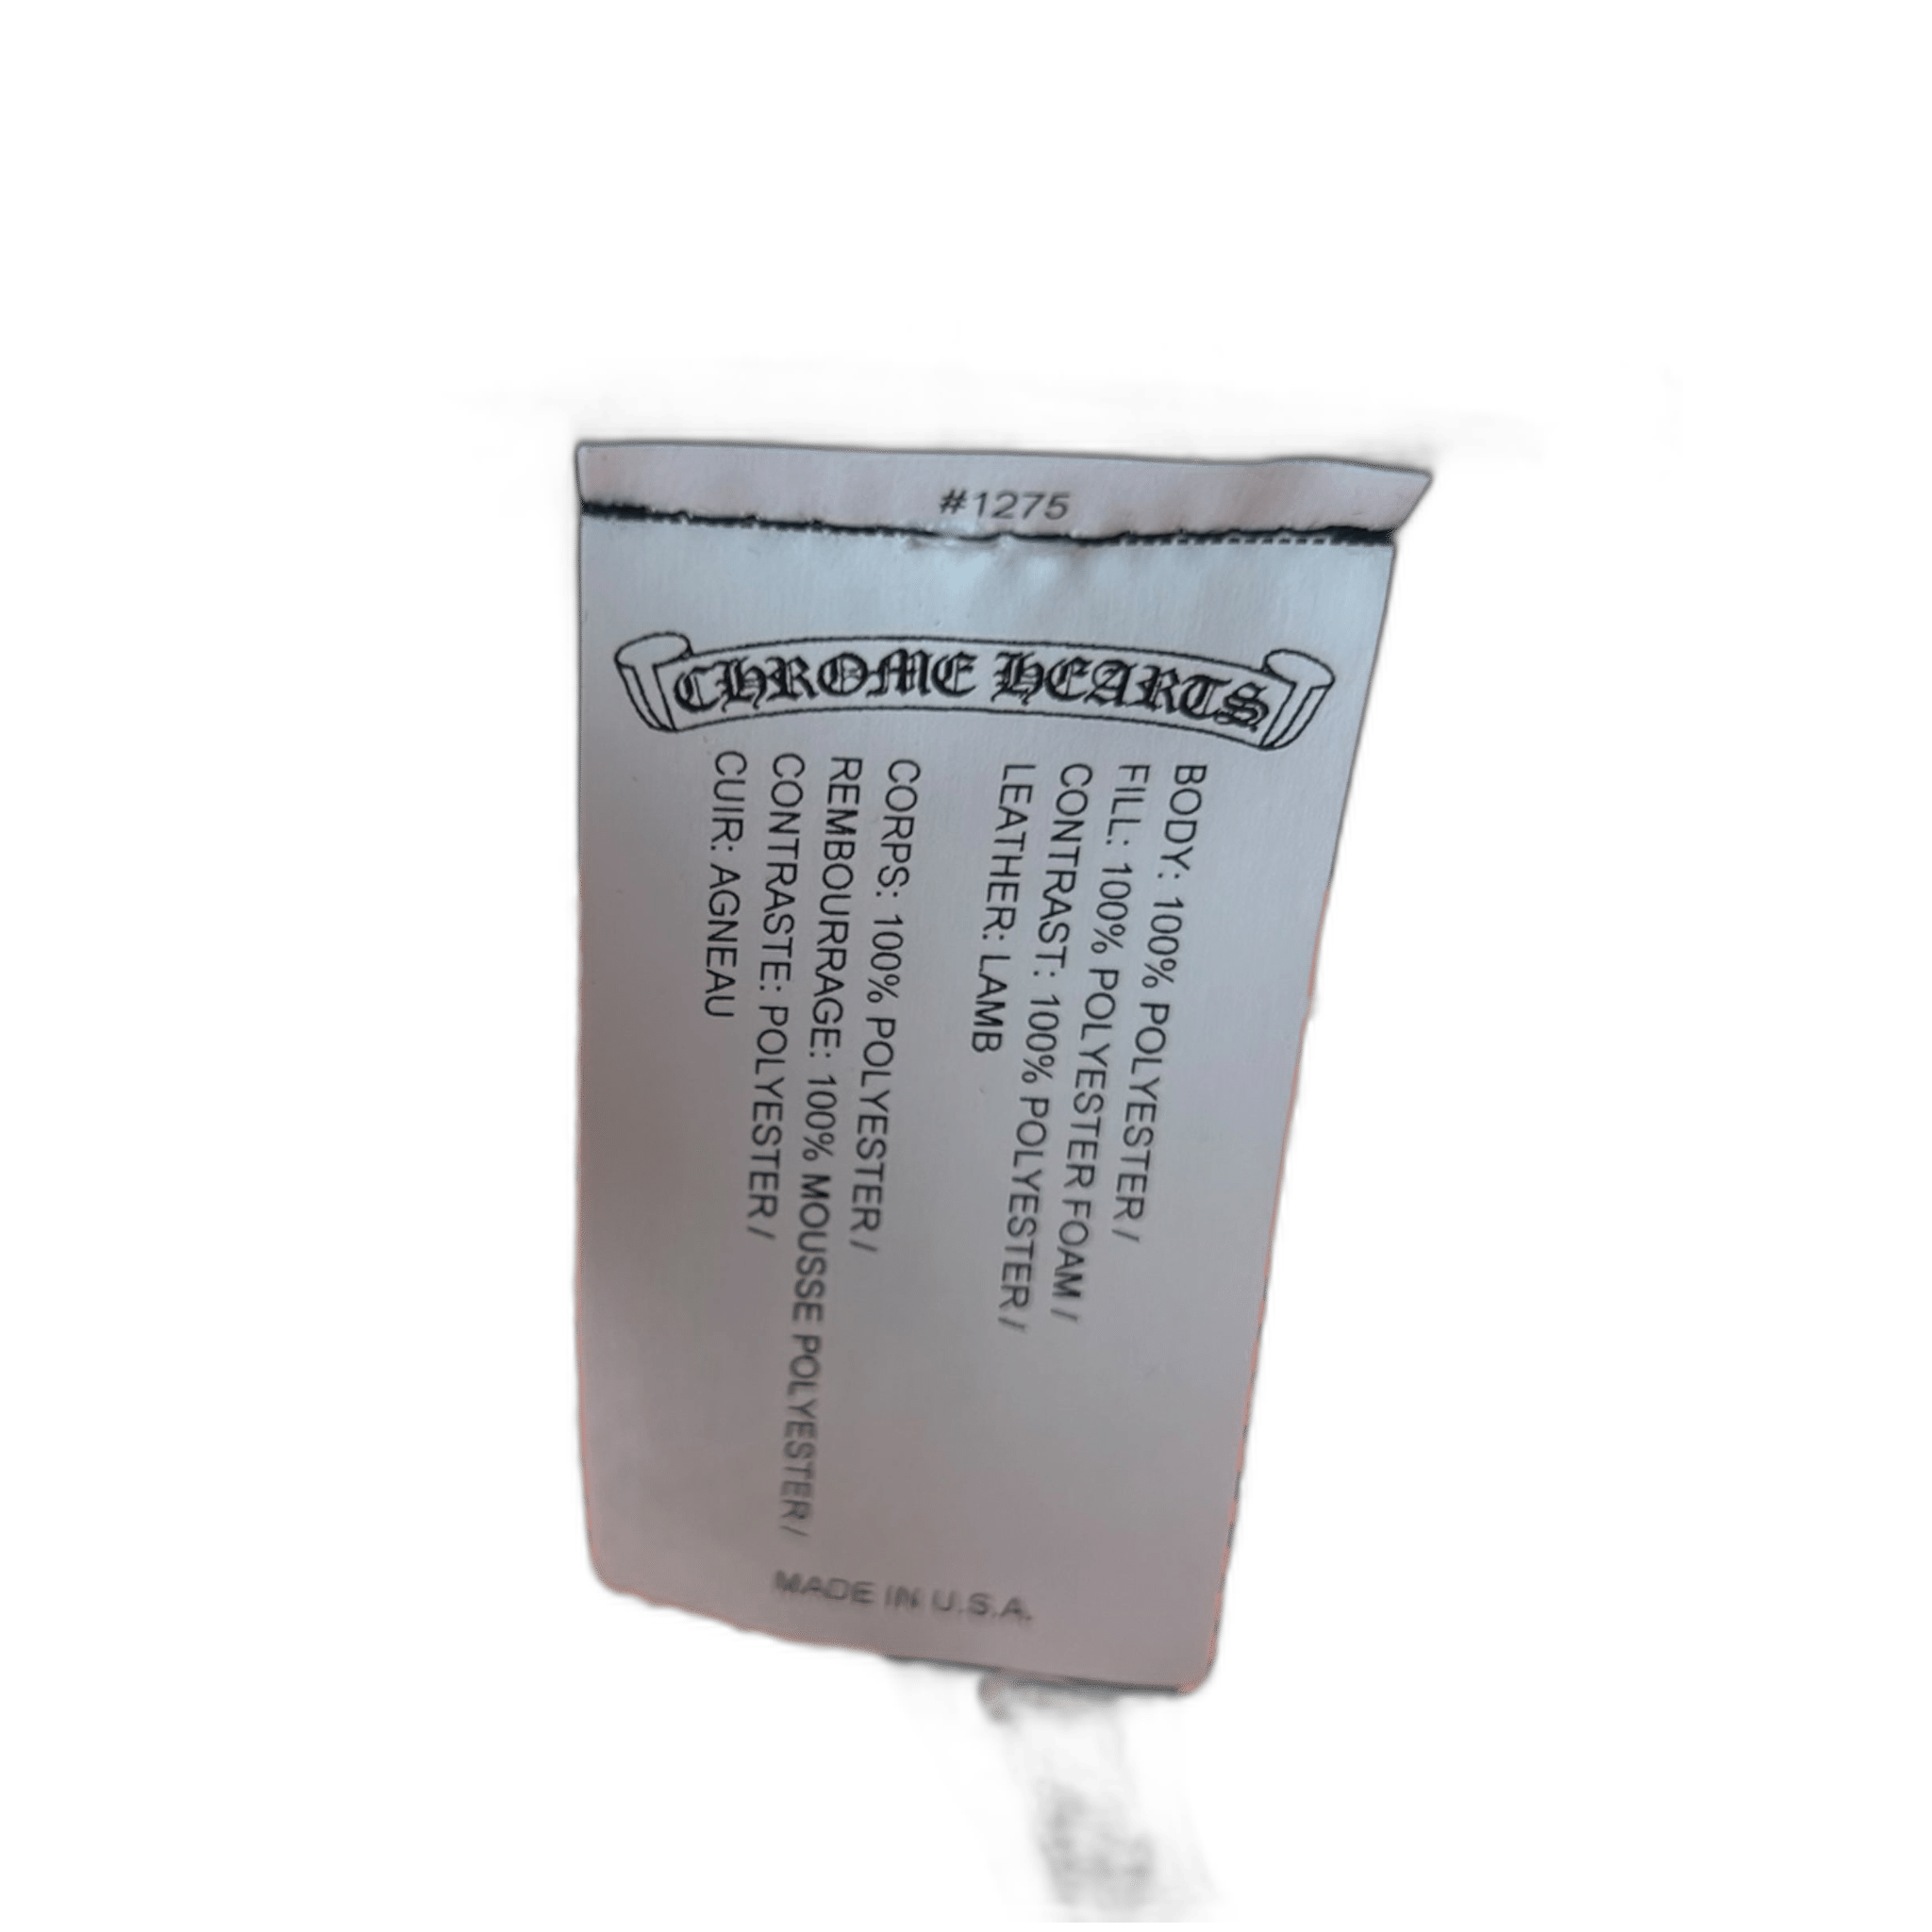 #1275
CHROME HEARTS
BODY: 100% POLYESTER /
FILL: 100% POLYESTER FOAM /
CONTRAST: 100% POLYESTER /
LEATHER: LAMB
CORPS: 100% POLYESTER /
REMBOURRAGE: 100% MOUSSE POLYESTER /
CONTRASTE: POLYESTER /
CUIR: AGNEAU
MADE IN U.S.A.